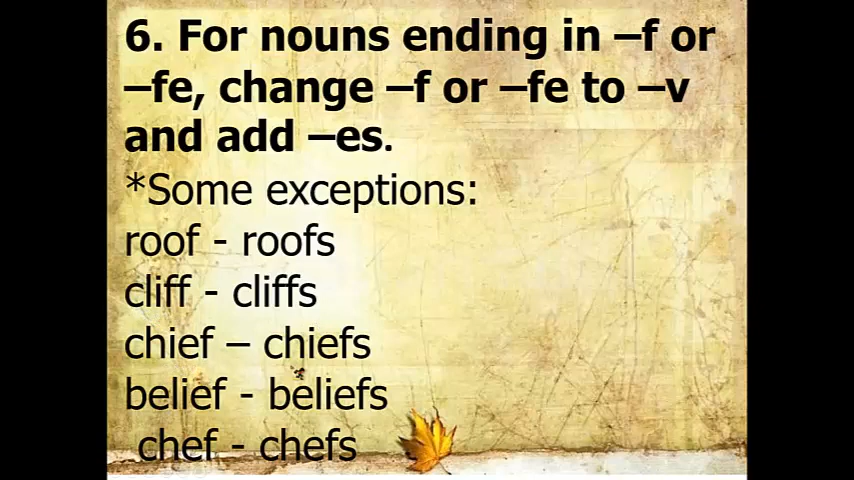 6. For nouns ending in –f or
–fe, change –f or –fe to –v
and add –es.
*Some exceptions:
roof - roofs
cliff - cliffs
chief – chiefs
belief - beliefs
chef - chefs